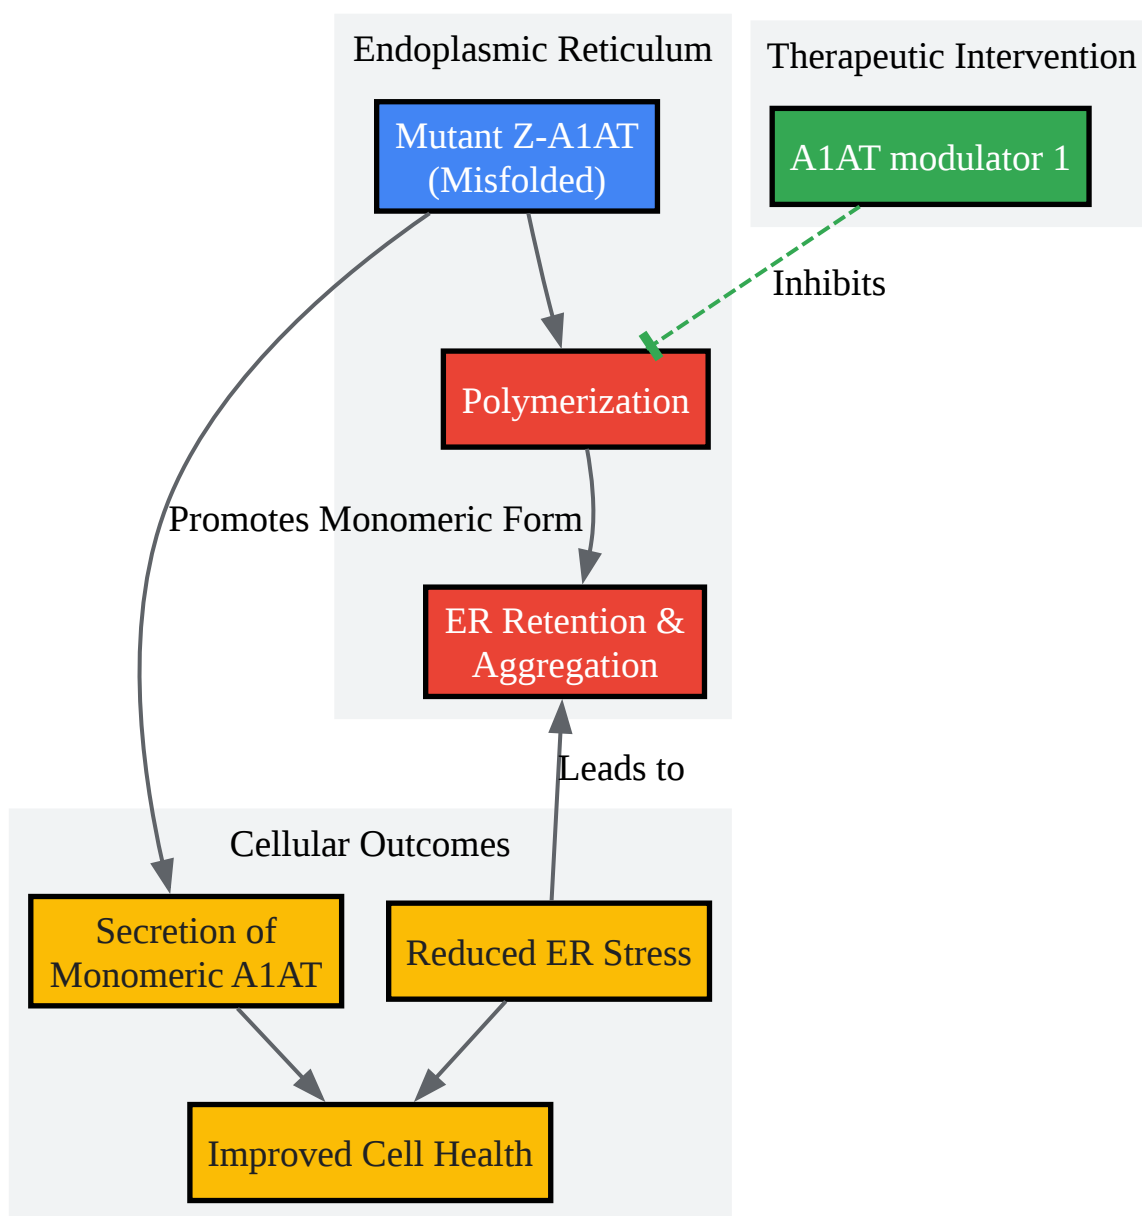 Endoplasmic Reticulum
Therapeutic Intervention
Mutant Z-A1AT
(Misfolded)
A1AT modulator 1
Inhibits
Polymerization
Promotes Monomeric Form
ER Retention &
Aggregation
Leads to
Cellular Outcomes
Secretion of
Monomeric A1AT
Reduced ER Stress
Improved Cell Health